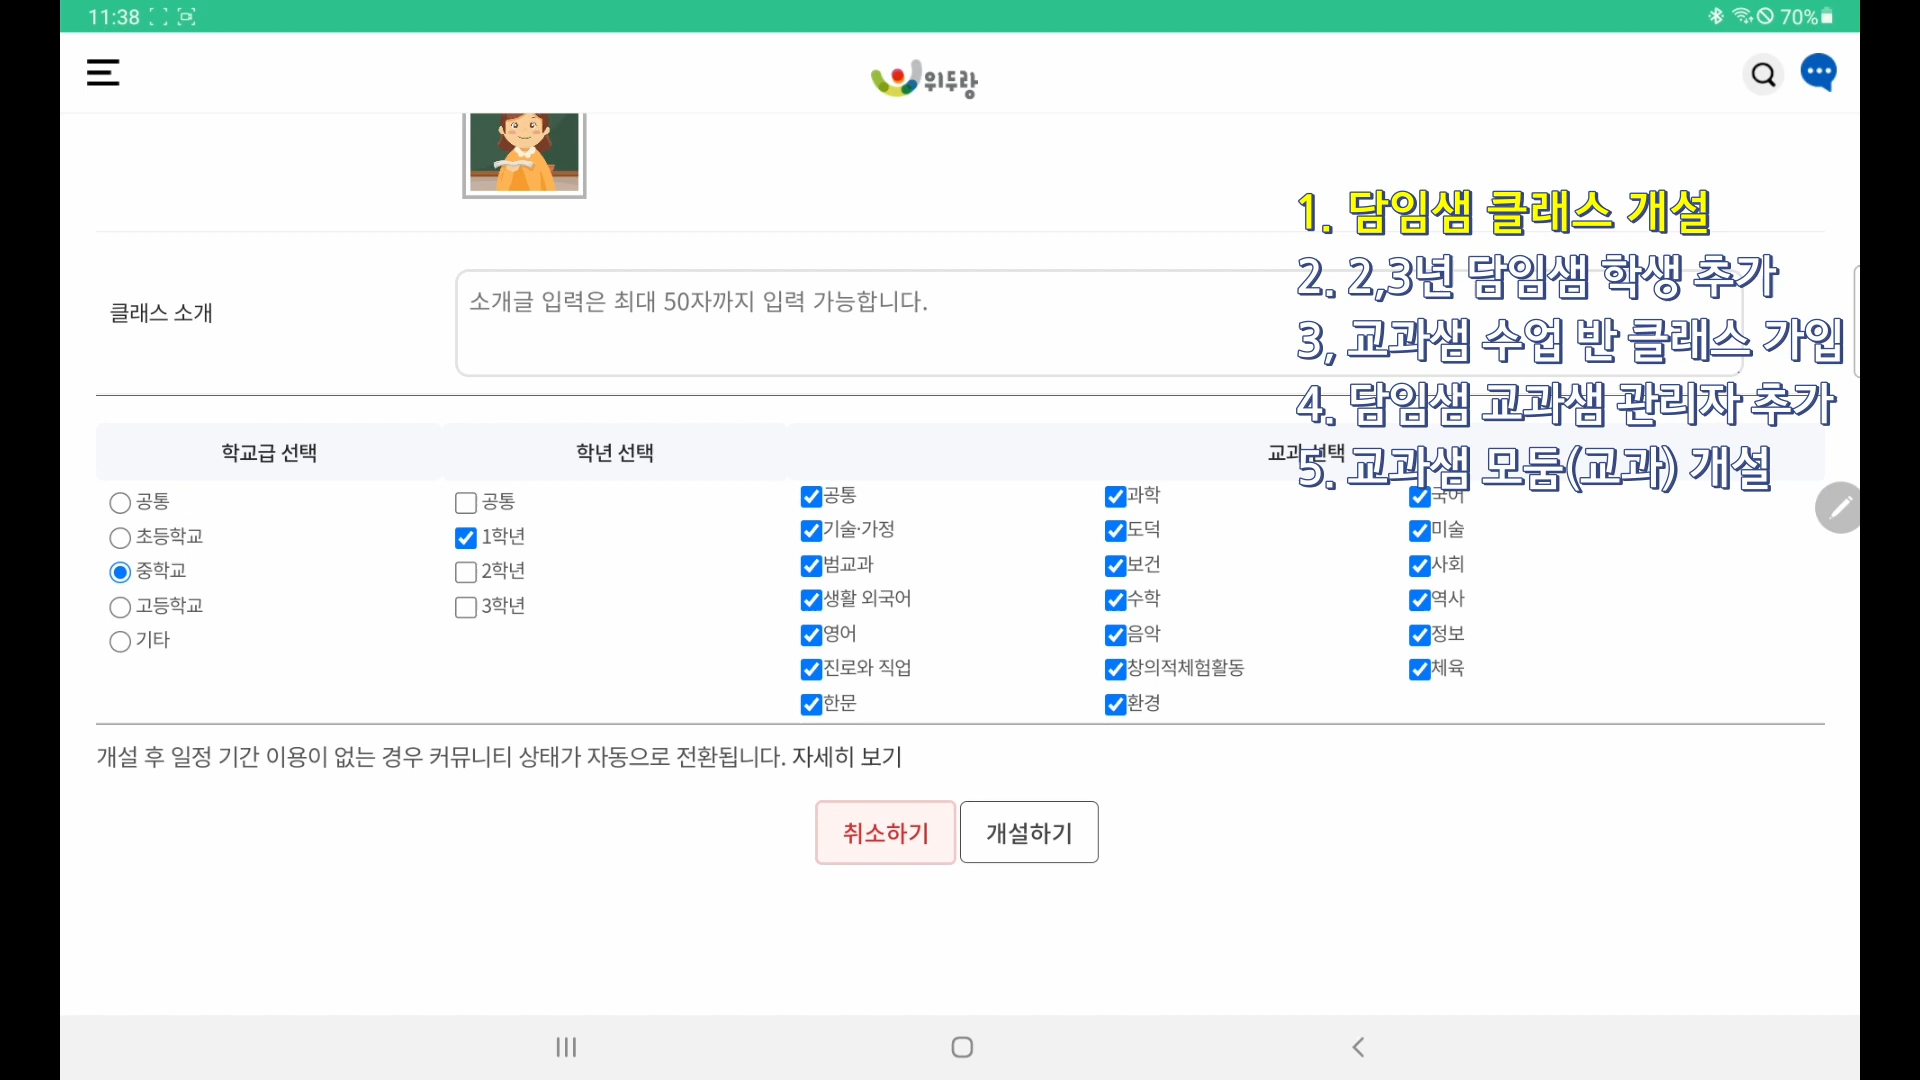 11:38
70%
위두랑
1. 담임샘 클래스 개설
2. 2,3년 담임샘 학생 추가
3, 교과샘 수업 반 클래스 가입
4. 담임샘 교과샘 관리자 추가
5. 교과샘 모둠(교과) 개설
클래스 소개
소개글 입력은 최대 50자까지 입력 가능합니다.
학교급 선택 학년 선택 교과 선택
공통 공통 공통 과학 국어
초등학교 1학년 기술·가정 도덕 미술
중학교 2학년 범교과 보건 사회
고등학교 3학년 생활 외국어 수학 역사
기타 영어 음악 정보
진로와 직업 창의적체험활동 체육
한문 환경
개설 후 일정 기간 이용이 없는 경우 커뮤니티 상태가 자동으로 전환됩니다. 자세히 보기
취소하기 개설하기